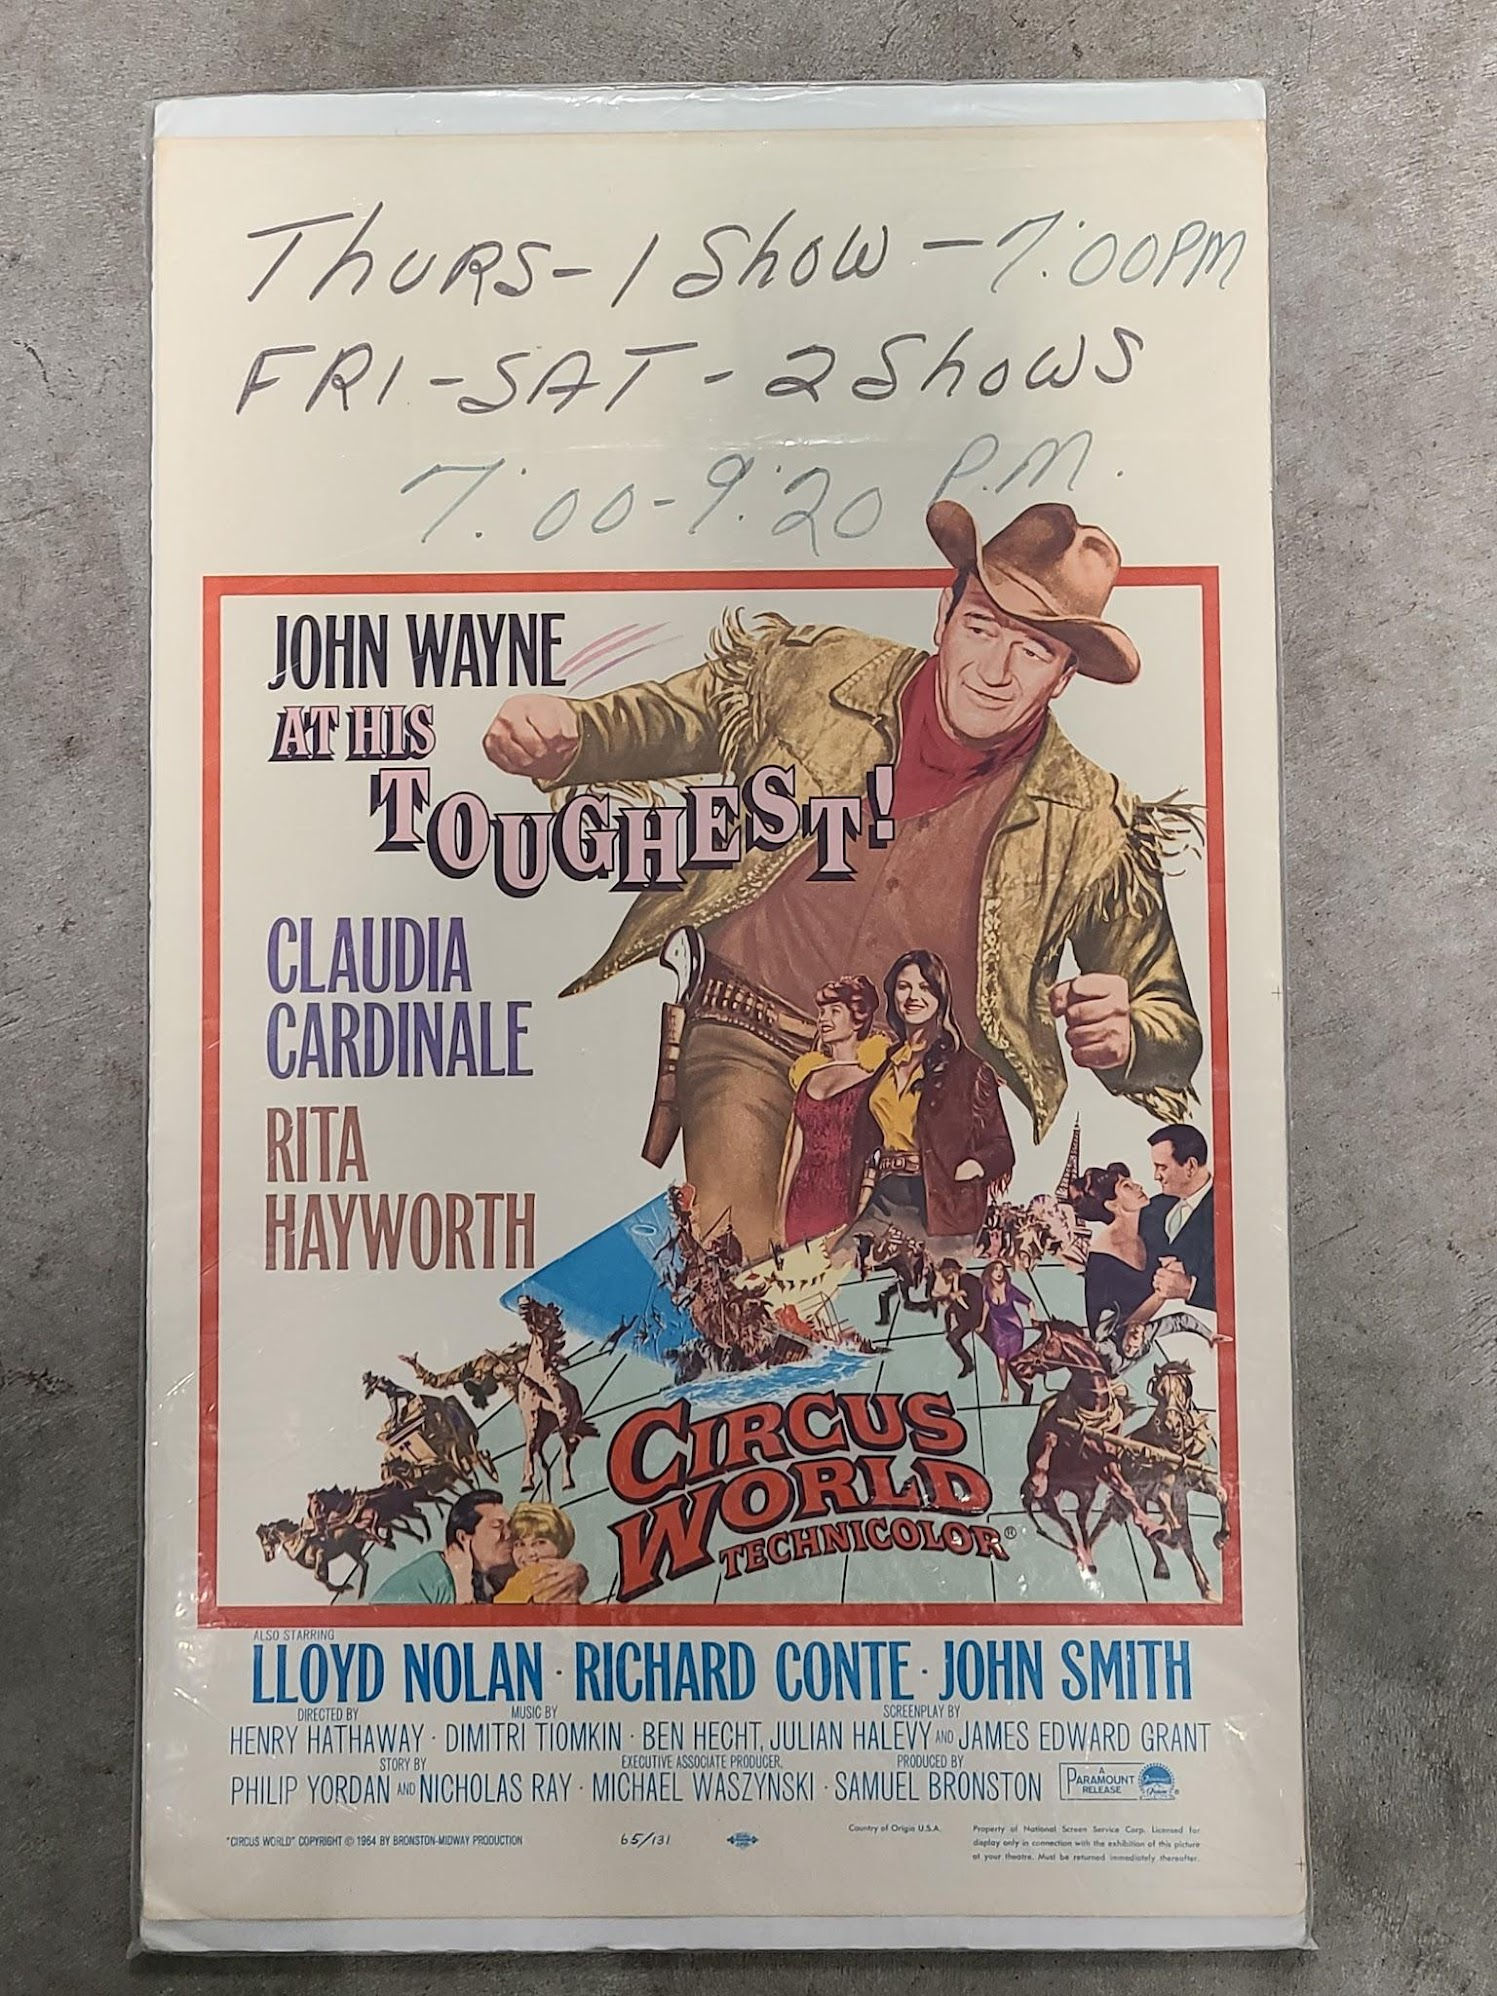 THURS-1 Show - 7:00PM
FRI-SAT-2 Shows
7:00-9:20 P.M.
JOHN WAYNE
AT HIS
TOUGHEST!
CLAUDIA
CARDINALE
RITA
HAYWORTH
CIRCUS
WORLD
TECHNICOLOR®
ALSO STARRING
LLOYD NOLAN · RICHARD CONTE · JOHN SMITH
DIRECTED BY MUSIC BY SCREENPLAY BY
HENRY HATHAWAY · DIMITRI TIOMKIN · BEN HECHT, JULIAN HALEVY AND JAMES EDWARD GRANT
STORY BY EXECUTIVE ASSOCIATE PRODUCER, PRODUCED BY
PHILIP YORDAN AND NICHOLAS RAY · MICHAEL WASZYNSKI · SAMUEL BRONSTON A PARAMOUNT RELEASE
"CIRCUS WORLD" COPYRIGHT © 1964 BY BRONSTON-MIDWAY PRODUCTION 65/131 Country of Origin U.S.A. Property of National Screen Service Corp. Licensed for
display only in connection with the exhibition of this picture
at your theatre. Must be returned immediately thereafter.